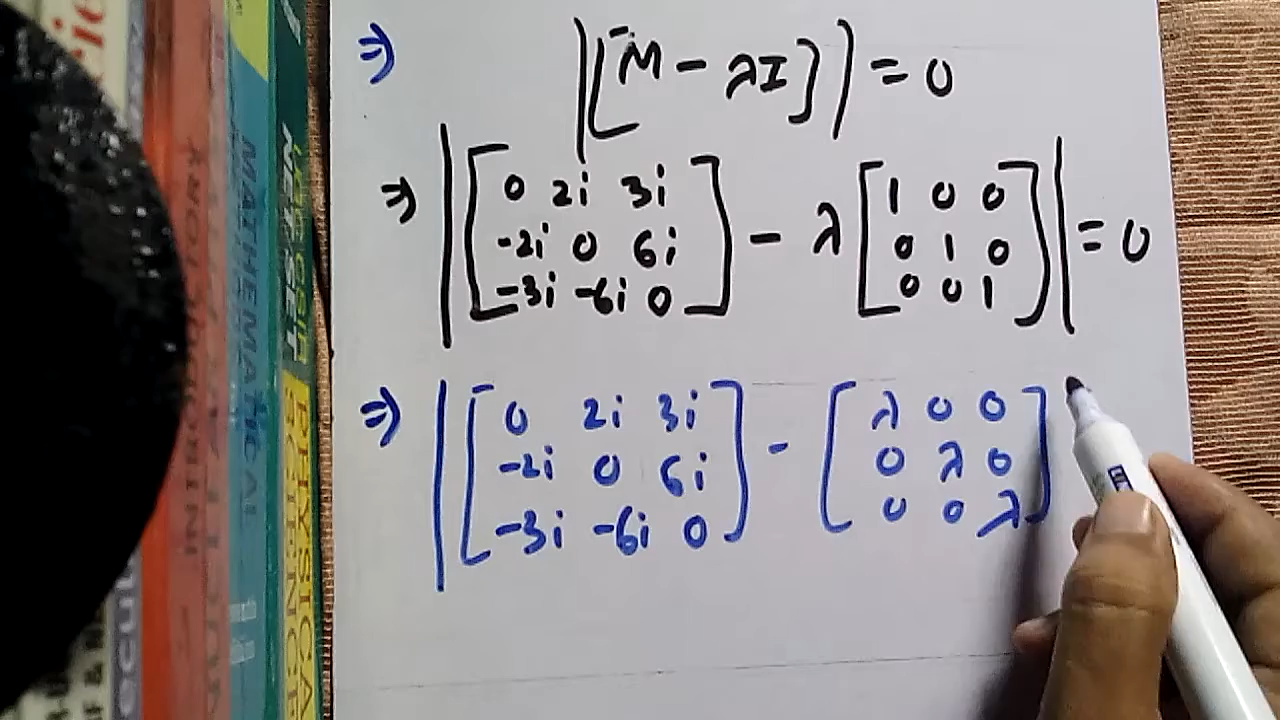 ⇒ |[M - λI]| = 0
⇒ |[0 2i 3i
-2i 0 6i
-3i -6i 0] - λ[1 0 0
0 1 0
0 0 1]| = 0
⇒ |[0 2i 3i
-2i 0 6i
-3i -6i 0] - [λ 0 0
0 λ 0
0 0 λ]
MATHEMATICAL
NET-SET
PHYSICAL